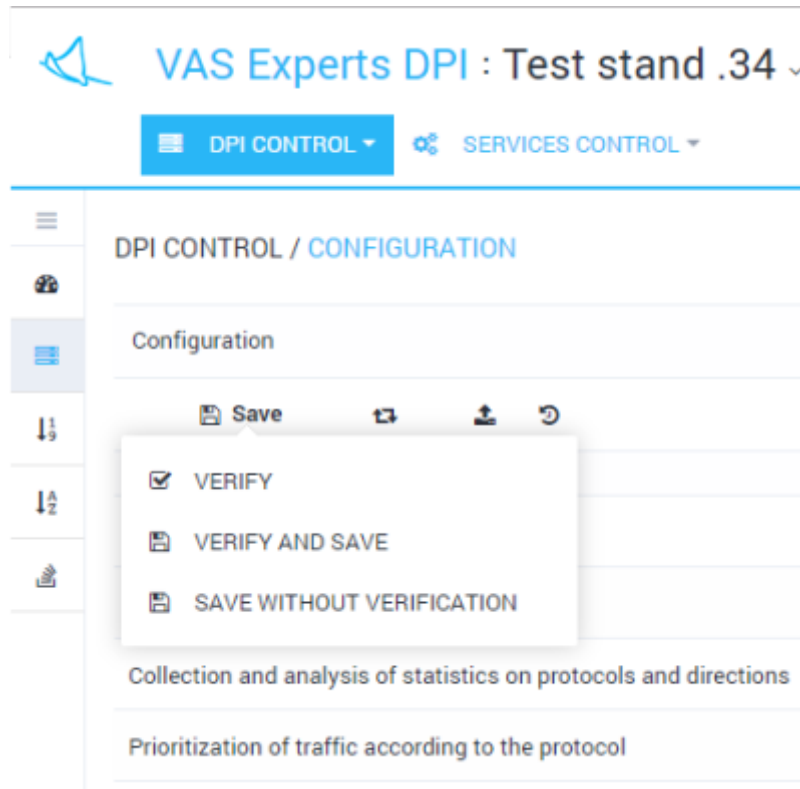 VAS Experts DPI : Test stand .34
DPI CONTROL
SERVICES CONTROL
DPI CONTROL / CONFIGURATION
Configuration
Save
VERIFY
VERIFY AND SAVE
SAVE WITHOUT VERIFICATION
Collection and analysis of statistics on protocols and directions
Prioritization of traffic according to the protocol